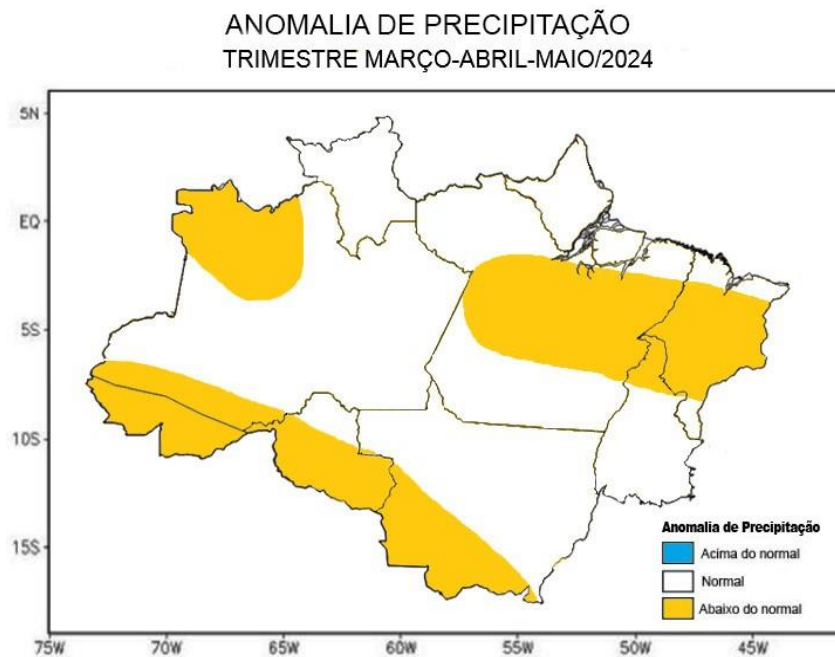 ANOMALIA DE PRECIPITAÇÃO
TRIMESTRE MARÇO-ABRIL-MAIO/2024
5N
EQ
5S
10S
15S
Anomalia de Precipitação
Acima do normal
Normal
Abaixo do normal
75W 70W 65W 60W 55W 50W 45W